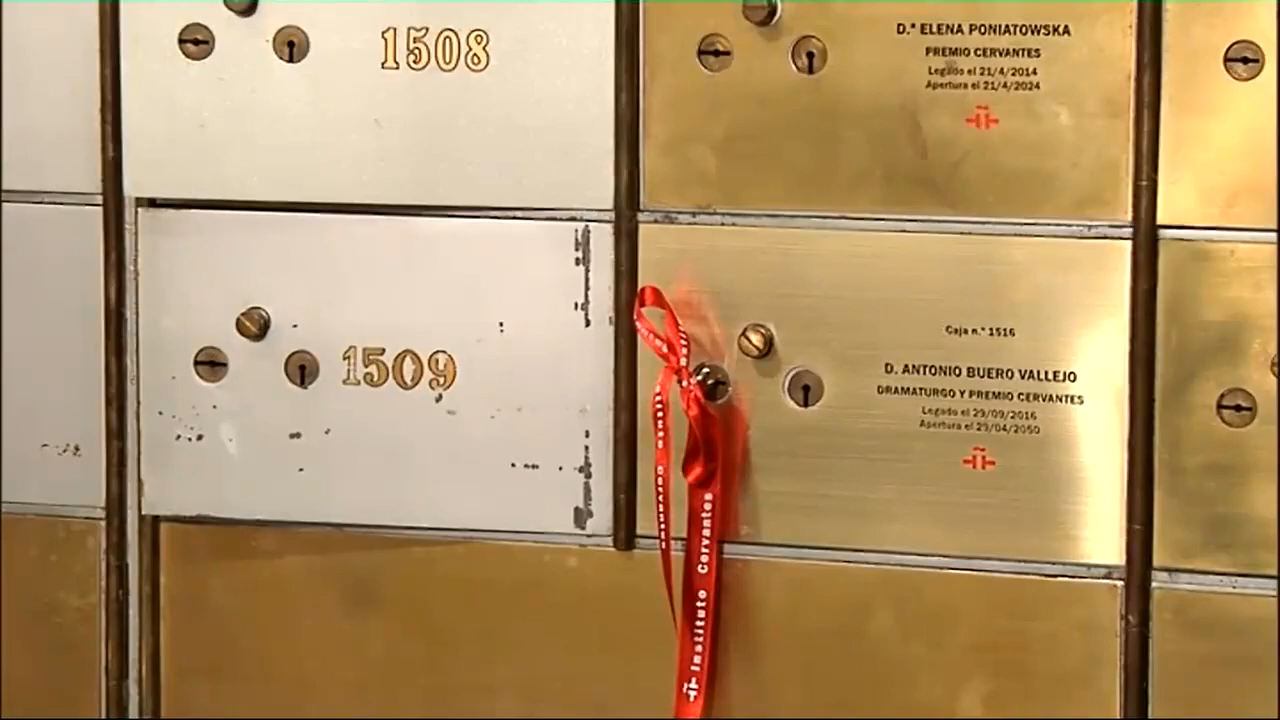 1508
D.ª ELENA PONIATOWSKA
PREMIO CERVANTES
Legado el 21/4/2014
Apertura el 21/4/2024
1509
Caja n.º 1516
D. ANTONIO BUERO VALLEJO
DRAMATURGO Y PREMIO CERVANTES
Legado el 29/09/2016
Apertura el 29/04/2050
Instituto Cervantes